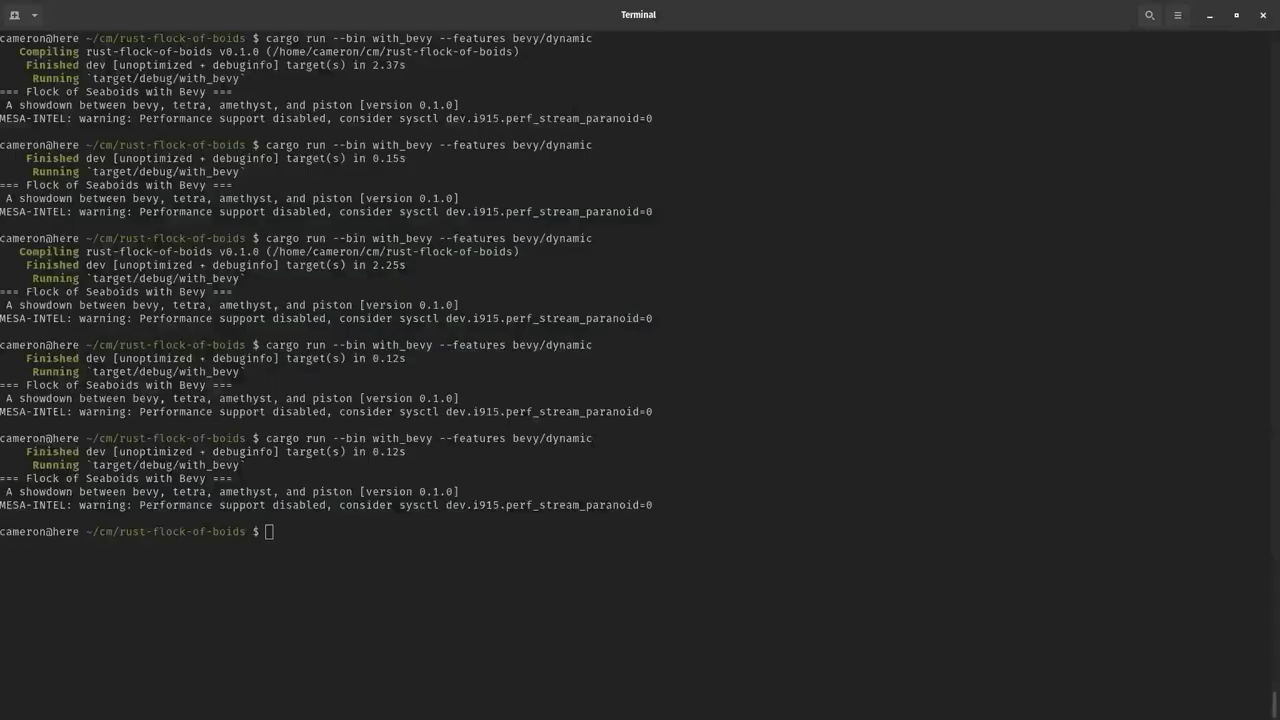 Terminal
cameron@here ~/cm/rust-flock-of-boids $ cargo run --bin with_bevy --features bevy/dynamic
   Compiling rust-flock-of-boids v0.1.0 (/home/cameron/cm/rust-flock-of-boids)
    Finished dev [unoptimized + debuginfo] target(s) in 2.37s
     Running `target/debug/with_bevy`
=== Flock of Seaboids with Bevy ===
 A showdown between bevy, tetra, amethyst, and piston [version 0.1.0]
MESA-INTEL: warning: Performance support disabled, consider sysctl dev.i915.perf_stream_paranoid=0
cameron@here ~/cm/rust-flock-of-boids $ cargo run --bin with_bevy --features bevy/dynamic
    Finished dev [unoptimized + debuginfo] target(s) in 0.15s
     Running `target/debug/with_bevy`
=== Flock of Seaboids with Bevy ===
 A showdown between bevy, tetra, amethyst, and piston [version 0.1.0]
MESA-INTEL: warning: Performance support disabled, consider sysctl dev.i915.perf_stream_paranoid=0
cameron@here ~/cm/rust-flock-of-boids $ cargo run --bin with_bevy --features bevy/dynamic
   Compiling rust-flock-of-boids v0.1.0 (/home/cameron/cm/rust-flock-of-boids)
    Finished dev [unoptimized + debuginfo] target(s) in 2.25s
     Running `target/debug/with_bevy`
=== Flock of Seaboids with Bevy ===
 A showdown between bevy, tetra, amethyst, and piston [version 0.1.0]
MESA-INTEL: warning: Performance support disabled, consider sysctl dev.i915.perf_stream_paranoid=0
cameron@here ~/cm/rust-flock-of-boids $ cargo run --bin with_bevy --features bevy/dynamic
    Finished dev [unoptimized + debuginfo] target(s) in 0.12s
     Running `target/debug/with_bevy`
=== Flock of Seaboids with Bevy ===
 A showdown between bevy, tetra, amethyst, and piston [version 0.1.0]
MESA-INTEL: warning: Performance support disabled, consider sysctl dev.i915.perf_stream_paranoid=0
cameron@here ~/cm/rust-flock-of-boids $ cargo run --bin with_bevy --features bevy/dynamic
    Finished dev [unoptimized + debuginfo] target(s) in 0.12s
     Running `target/debug/with_bevy`
=== Flock of Seaboids with Bevy ===
 A showdown between bevy, tetra, amethyst, and piston [version 0.1.0]
MESA-INTEL: warning: Performance support disabled, consider sysctl dev.i915.perf_stream_paranoid=0
cameron@here ~/cm/rust-flock-of-boids $